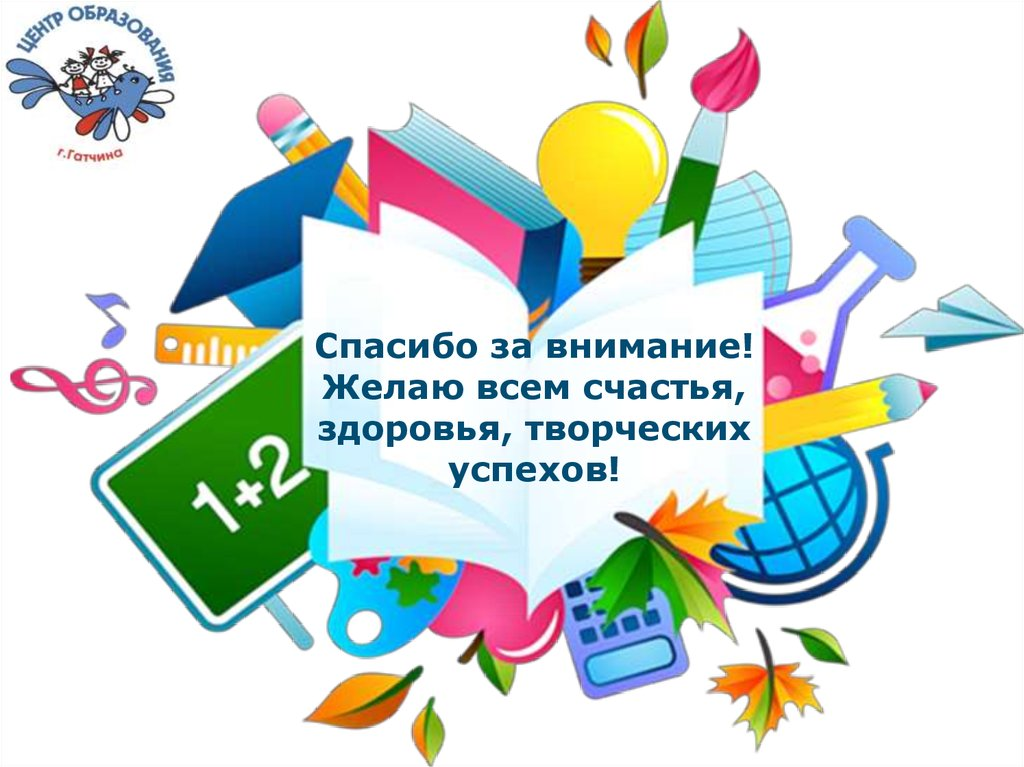 ЦЕНТР ОБРАЗОВАНИЯ
г.Гатчина
Спасибо за внимание!
Желаю всем счастья,
здоровья, творческих
успехов!
1+2